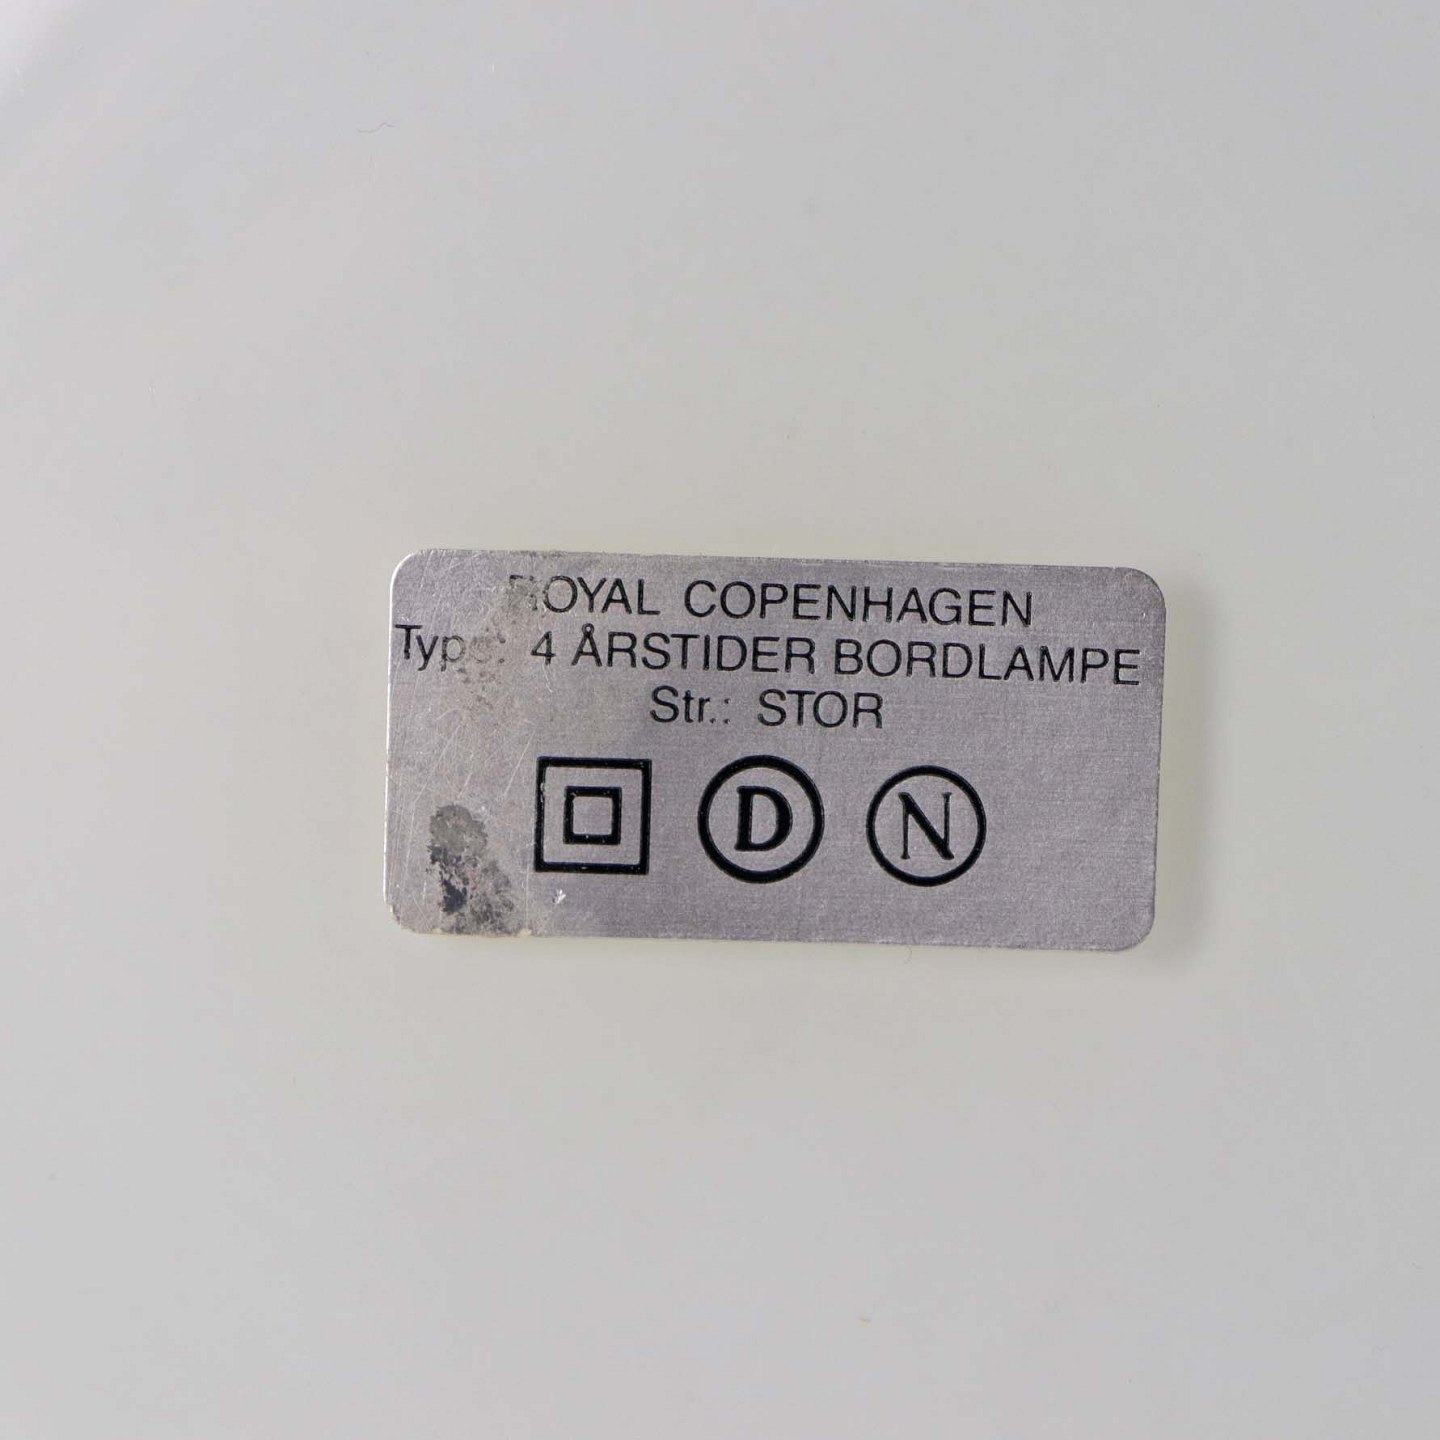 ROYAL COPENHAGEN
Type: 4 ÅRSTIDER BORDLAMPE
Str.: STOR
D N